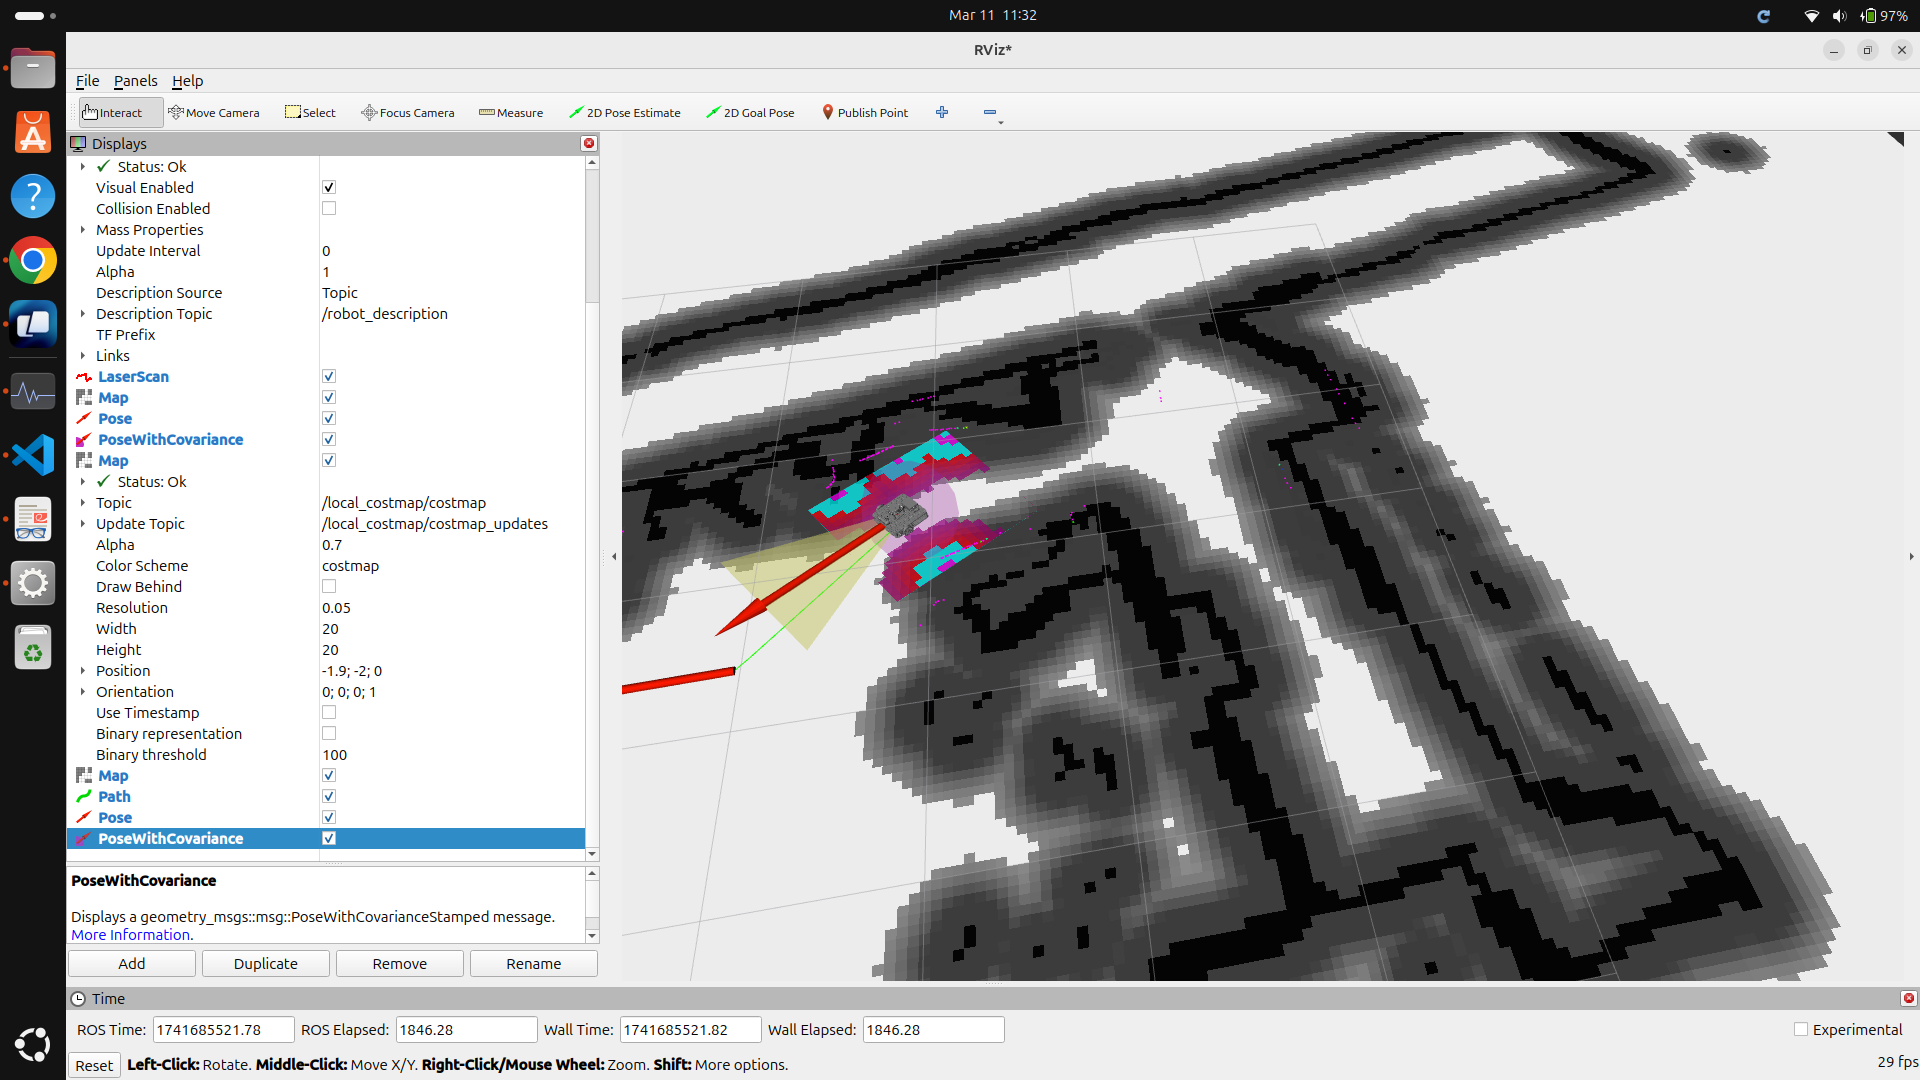 Mar 11 11:32
97%
RViz*
File Panels Help
Interact Move Camera Select Focus Camera Measure 2D Pose Estimate 2D Goal Pose Publish Point
Displays
Status: Ok
Visual Enabled
Collision Enabled
Mass Properties
Update Interval 0
Alpha 1
Description Source Topic
Description Topic /robot_description
TF Prefix
Links
LaserScan
Map
Pose
PoseWithCovariance
Map
Status: Ok
Topic /local_costmap/costmap
Update Topic /local_costmap/costmap_updates
Alpha 0.7
Color Scheme costmap
Draw Behind
Resolution 0.05
Width 20
Height 20
Position -1.9; -2; 0
Orientation 0; 0; 0; 1
Use Timestamp
Binary representation
Binary threshold 100
Map
Path
Pose
PoseWithCovariance
PoseWithCovariance
Displays a geometry_msgs::msg::PoseWithCovarianceStamped message.
More Information.
Add Duplicate Remove Rename
Time
ROS Time: 1741685521.78 ROS Elapsed: 1846.28 Wall Time: 1741685521.82 Wall Elapsed: 1846.28 Experimental
Reset Left-Click: Rotate. Middle-Click: Move X/Y. Right-Click/Mouse Wheel: Zoom. Shift: More options. 29 fps